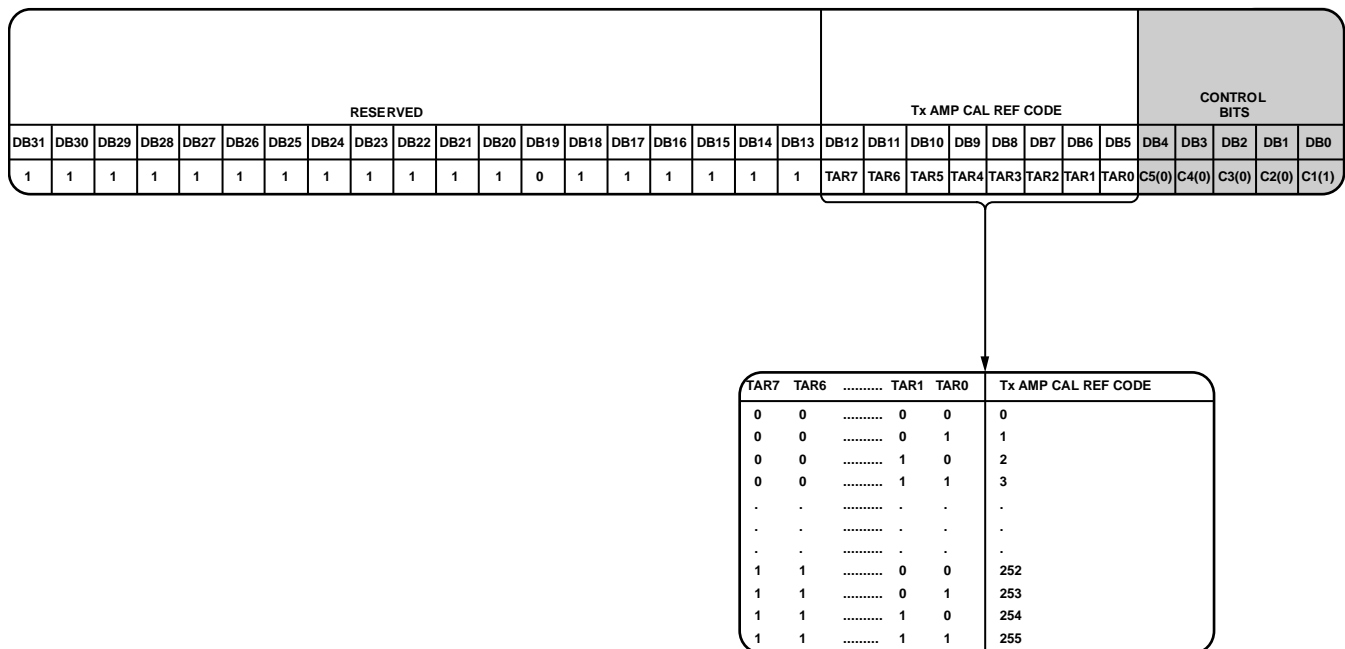 RESERVED Tx AMP CAL REF CODE CONTROL
BITS
DB31 DB30 DB29 DB28 DB27 DB26 DB25 DB24 DB23 DB22 DB21 DB20 DB19 DB18 DB17 DB16 DB15 DB14 DB13 DB12 DB11 DB10 DB9 DB8 DB7 DB6 DB5 DB4 DB3 DB2 DB1 DB0
1 1 1 1 1 1 1 1 1 1 1 1 0 1 1 1 1 1 1 TAR7 TAR6 TAR5 TAR4 TAR3 TAR2 TAR1 TAR0 C5(0) C4(0) C3(0) C2(0) C1(1)
TAR7 TAR6 .......... TAR1 TAR0 Tx AMP CAL REF CODE
0 0 .......... 0 0 0
0 0 .......... 0 1 1
0 0 .......... 1 0 2
0 0 .......... 1 1 3
. . .......... . . .
. . .......... . . .
. . .......... . . .
1 1 .......... 0 0 252
1 1 .......... 0 1 253
1 1 .......... 1 0 254
1 1 ......... 1 1 255